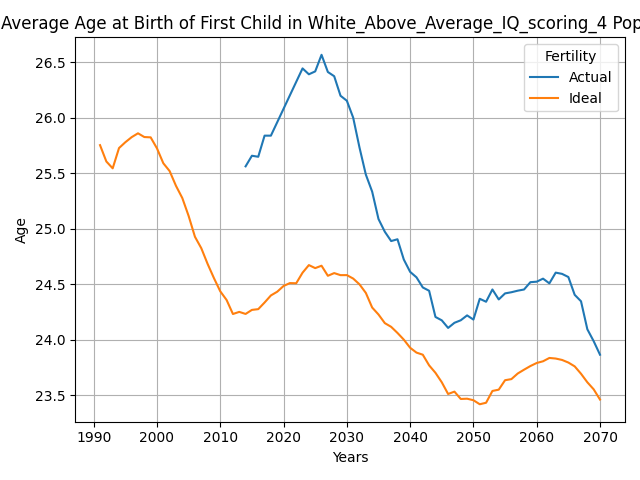 Average Age at Birth of First Child in White_Above_Average_IQ_scoring_4 Pop
Fertility
Actual
Ideal
26.5
26.0
25.5
25.0
24.5
24.0
23.5
Age
1990 2000 2010 2020 2030 2040 2050 2060 2070
Years